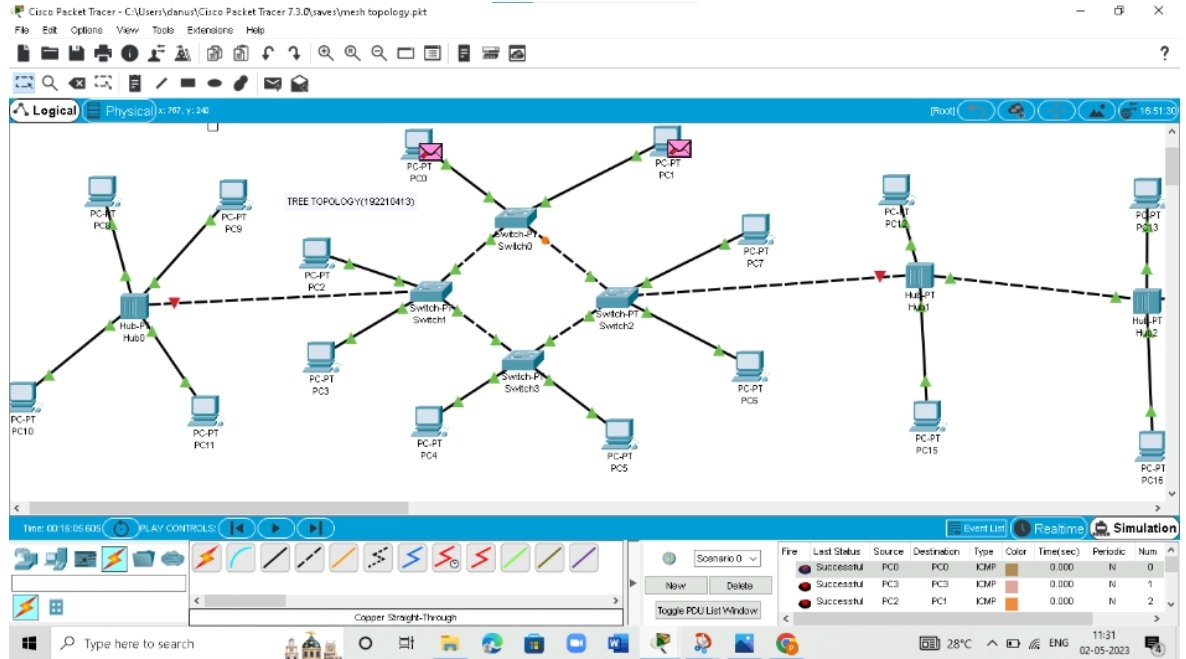 Cisco Packet Tracer - C:\Users\danus\Cisco Packet Tracer 7.3.0\saves\mesh topology.pkt
File Edit Options View Tools Extensions Help
?
Logical Physical x: 767, y: 240 [Root] 16:51:30
PC-PT
PC0
PC-PT
PC1
TREE TOPOLOGY(192210413)
PC-PT
PC8
PC-PT
PC9
PC-PT
PC12
PC-PT
PC13
Switch-PT
Switch0
PC-PT
PC7
PC-PT
PC2
Switch-PT
Switch1
Switch-PT
Switch2
Hub-PT
Hub0
Hub-PT
Hub1
Hub-PT
Hub2
PC-PT
PC3
Switch-PT
Switch3
PC-PT
PC6
PC-PT
PC10
PC-PT
PC11
PC-PT
PC4
PC-PT
PC5
PC-PT
PC15
PC-PT
PC16
Time: 00:16:05.605 PLAY CONTROLS: Event List Realtime Simulation
Scenario 0
New Delete
Toggle PDU List Window
Fire Last Status Source Destination Type Color Time(sec) Periodic Num
Successful PC0 PC0 ICMP 0.000 N 0
Successful PC3 PC3 ICMP 0.000 N 1
Successful PC2 PC1 ICMP 0.000 N 2
Copper Straight-Through
Type here to search
28°C ENG 11:31
02-05-2023
4